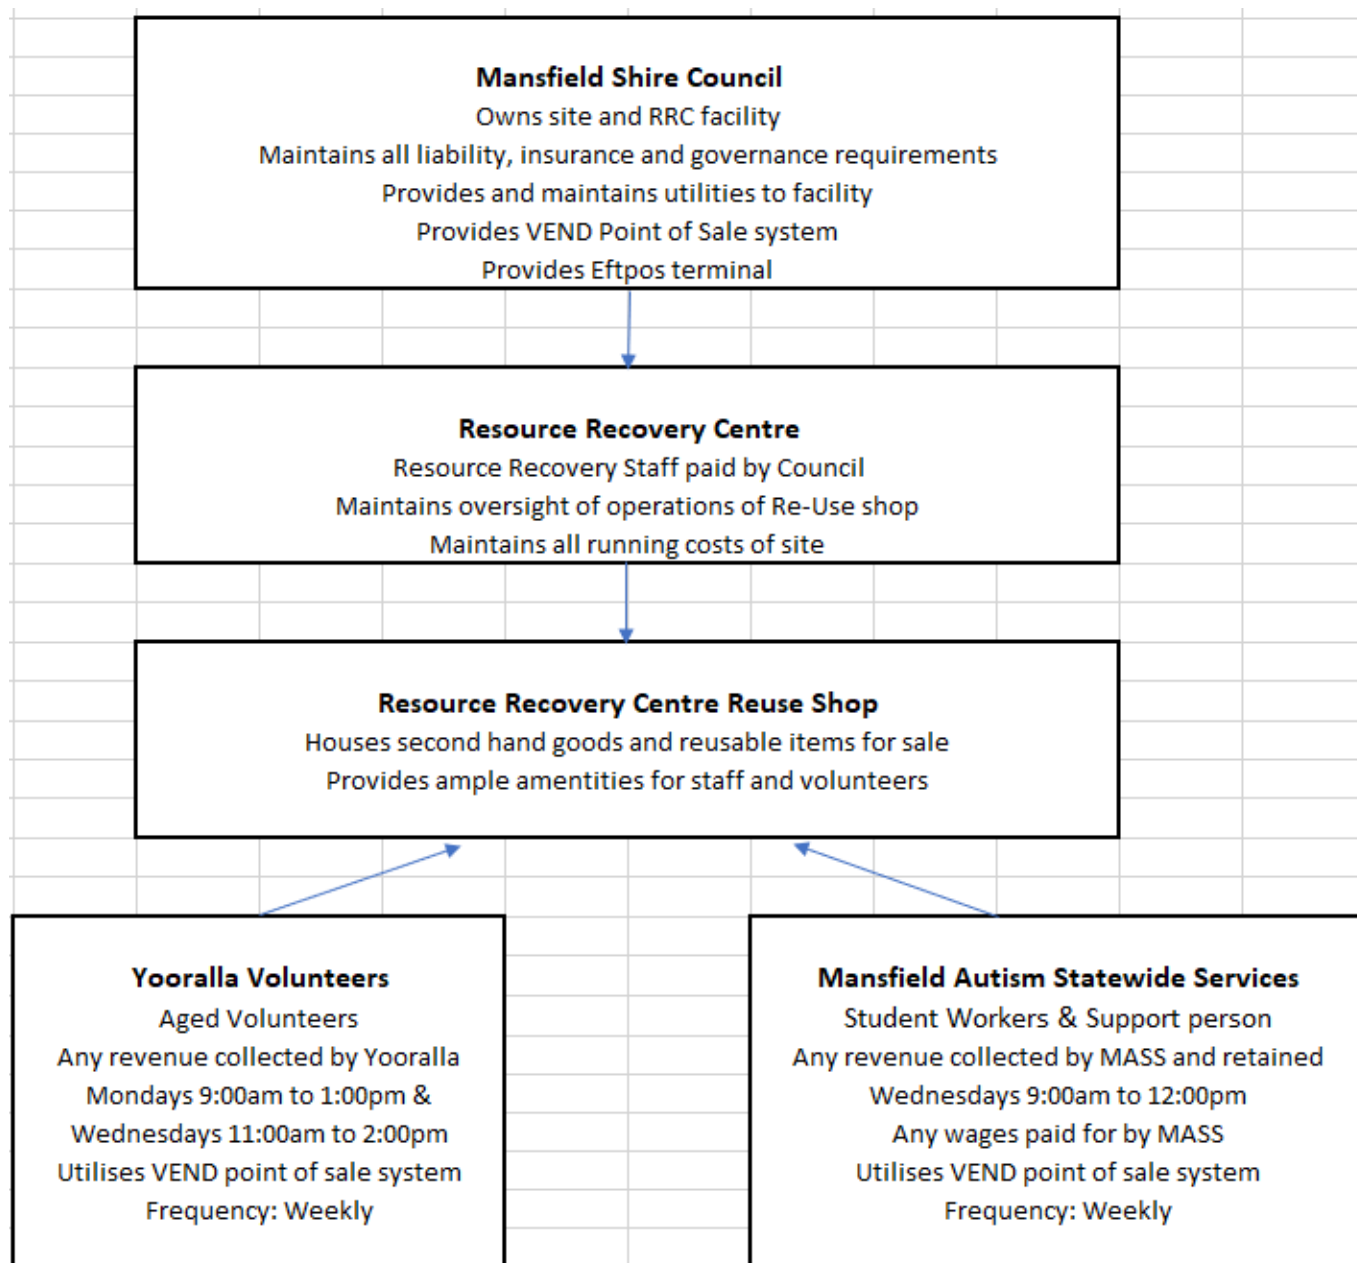 Mansfield Shire Council
Owns site and RRC facility
Maintains all liability, insurance and governance requirements
Provides and maintains utilities to facility
Provides VEND Point of Sale system
Provides Eftpos terminal
Resource Recovery Centre
Resource Recovery Staff paid by Council
Maintains oversight of operations of Re-Use shop
Maintains all running costs of site
Resource Recovery Centre Reuse Shop
Houses second hand goods and reusable items for sale
Provides ample amentities for staff and volunteers
Yooralla Volunteers
Aged Volunteers
Any revenue collected by Yooralla
Mondays 9:00am to 1:00pm &
Wednesdays 11:00am to 2:00pm
Utilises VEND point of sale system
Frequency: Weekly
Mansfield Autism Statewide Services
Student Workers & Support person
Any revenue collected by MASS and retained
Wednesdays 9:00am to 12:00pm
Any wages paid for by MASS
Utilises VEND point of sale system
Frequency: Weekly